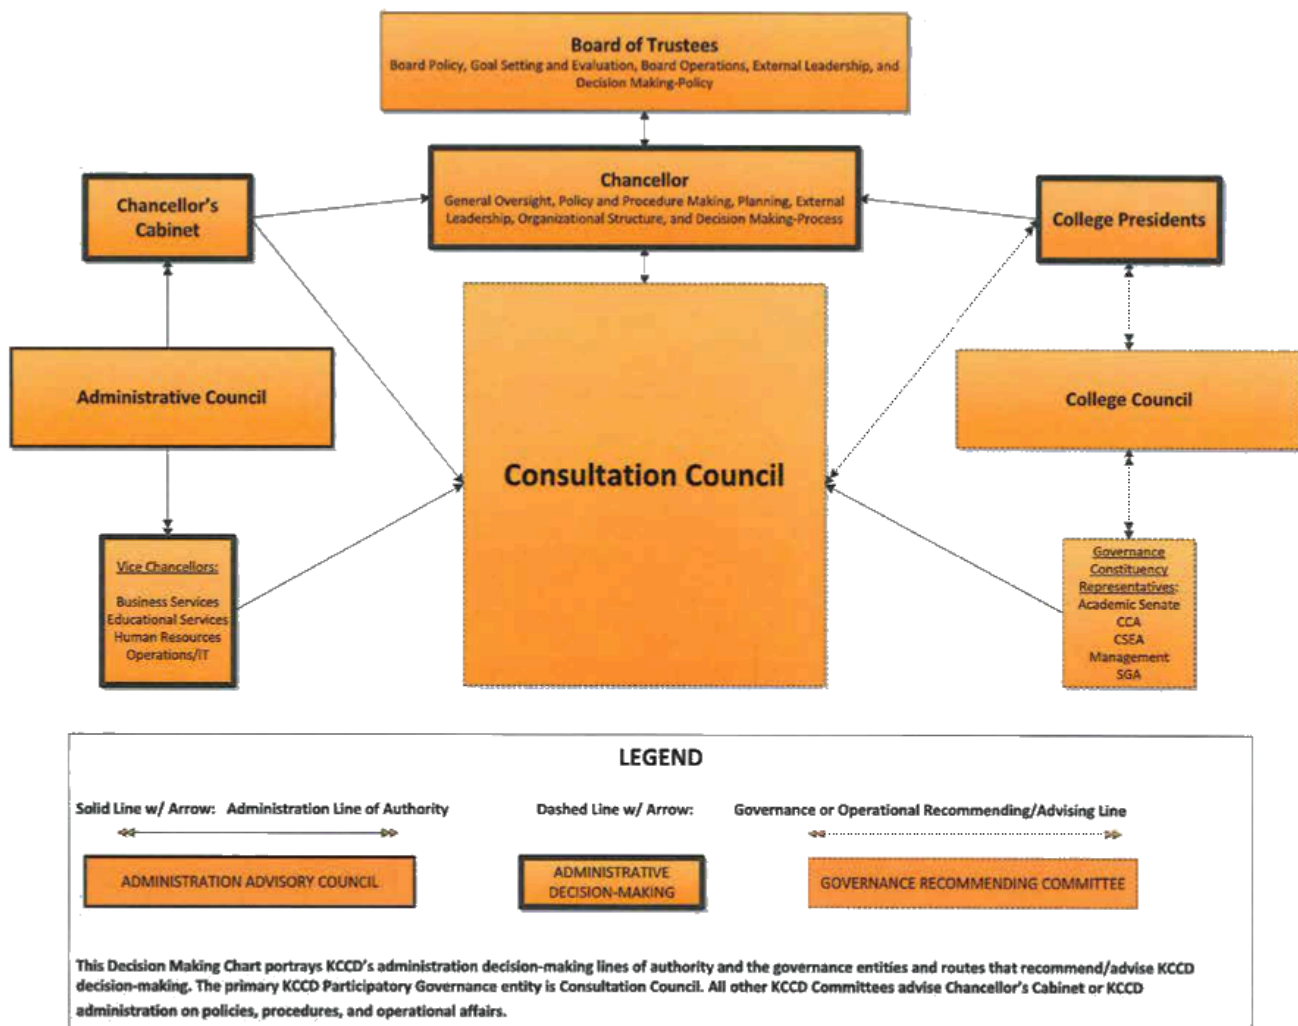 Board of Trustees
Board Policy, Goal Setting and Evaluation, Board Operations, External Leadership, and
Decision Making-Policy
Chancellor
General Oversight, Policy and Procedure Making, Planning, External
Leadership, Organizational Structure, and Decision Making-Process
Chancellor's
Cabinet
College Presidents
Administrative Council
College Council
Consultation Council
Vice Chancellors:
Business Services
Educational Services
Human Resources
Operations/IT
Governance
Constituency
Representatives:
Academic Senate
CCA
CSEA
Management
SGA
LEGEND
Solid Line w/ Arrow: Administration Line of Authority
Dashed Line w/ Arrow: Governance or Operational Recommending/Advising Line
ADMINISTRATION ADVISORY COUNCIL
ADMINISTRATIVE
DECISION-MAKING
GOVERNANCE RECOMMENDING COMMITTEE
This Decision Making Chart portrays KCCD's administration decision-making lines of authority and the governance entities and routes that recommend/advise KCCD
decision-making. The primary KCCD Participatory Governance entity is Consultation Council. All other KCCD Committees advise Chancellor's Cabinet or KCCD
administration on policies, procedures, and operational affairs.